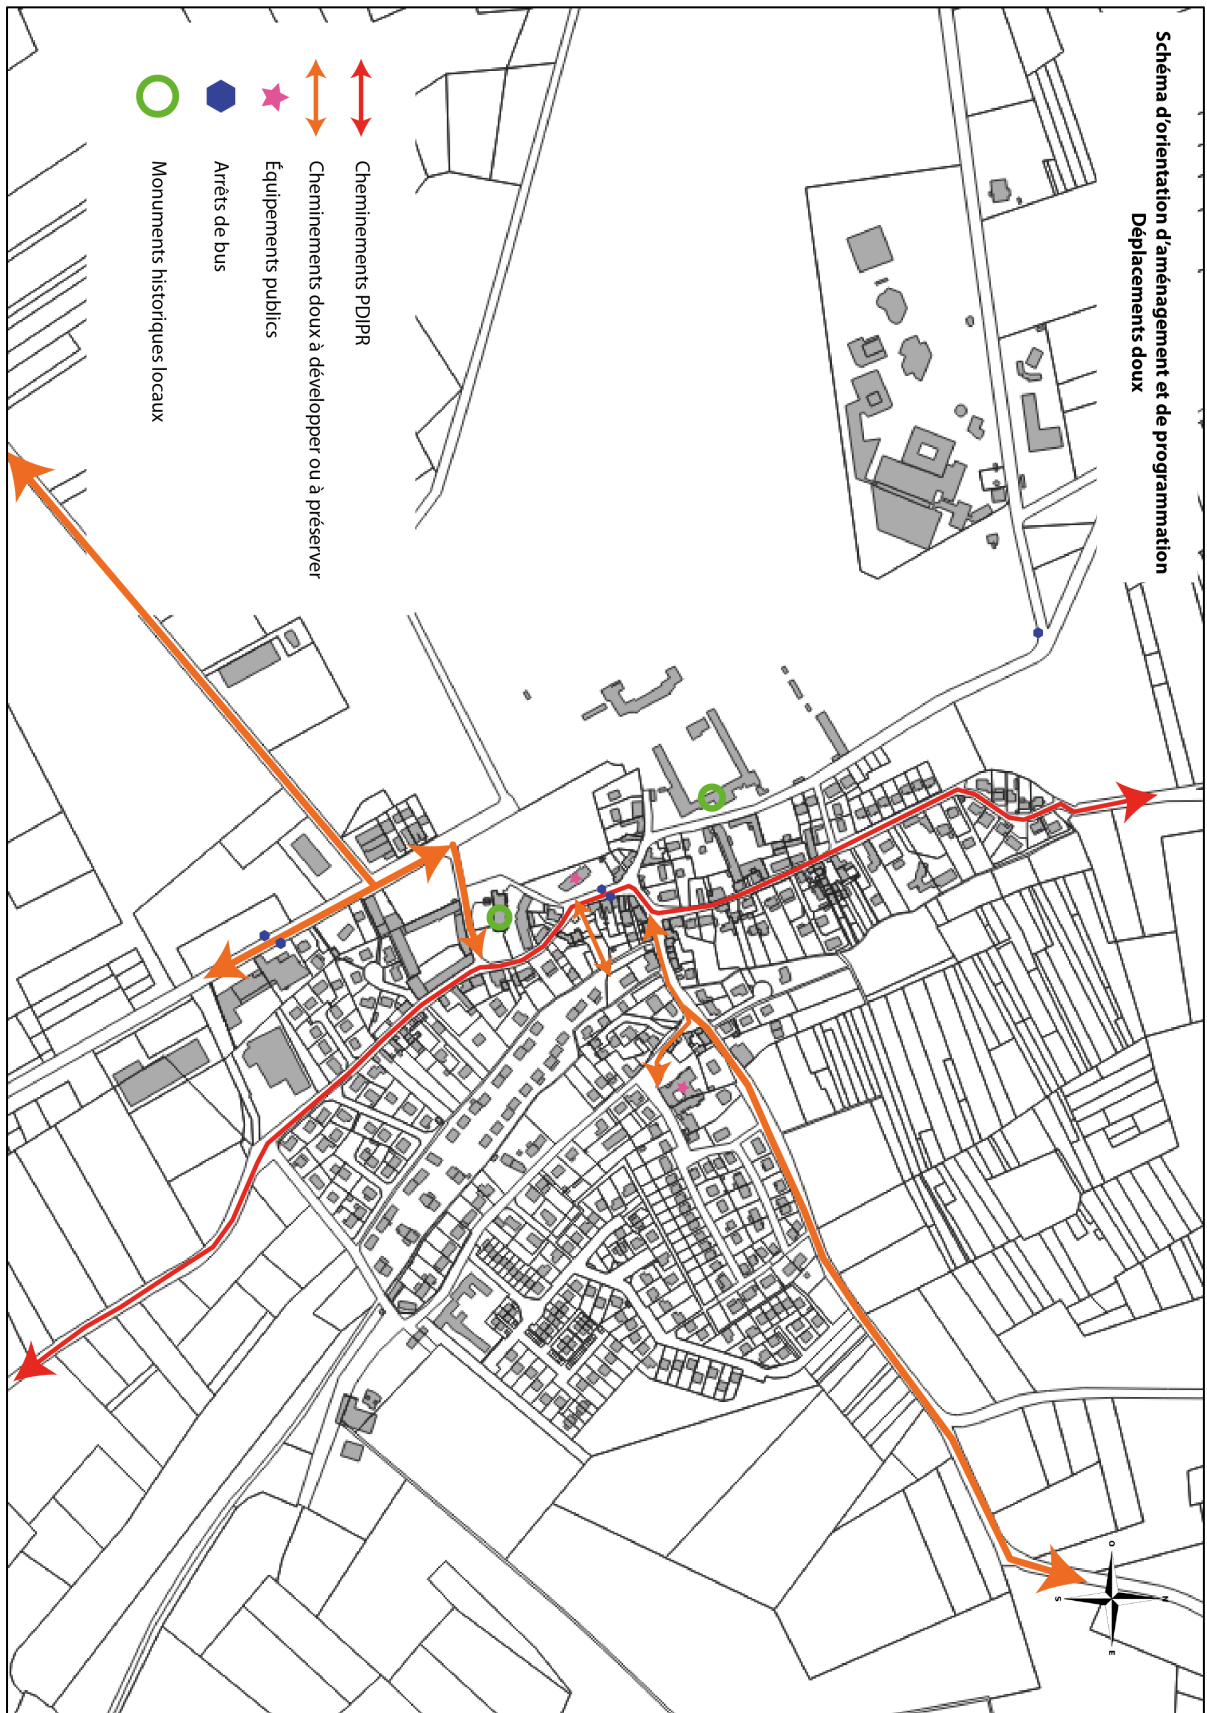 Schéma d'orientation d'aménagement et de programmation
Déplacements doux
Cheminements PDIPR
Cheminements doux à développer ou à préserver
Équipements publics
Arrêts de bus
Monuments historiques locaux
O
N
S
E